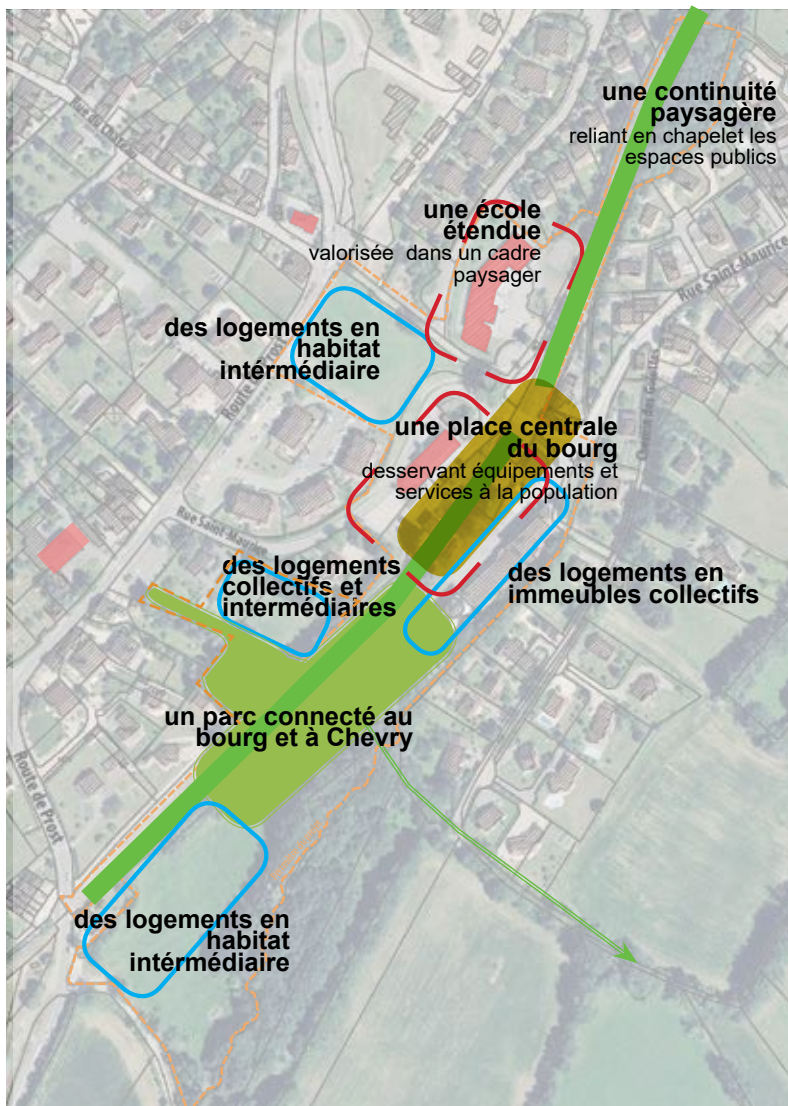 une continuité
paysagère
reliant en chapelet les
espaces publics
Rue du Château
une école
étendue
valorisée dans un cadre
paysager
Rue Saint-Maurice
des logements en
habitat
intérmédiaire
une place centrale
du bourg
desservant équipements et
services à la population
Rue Saint-Maurice
des logements
collectifs et
intermédiaires
des logements en
immeubles collectifs
un parc connecté au
bourg et à Chevry
Route de Prost
des logements en
habitat
intérmédiaire